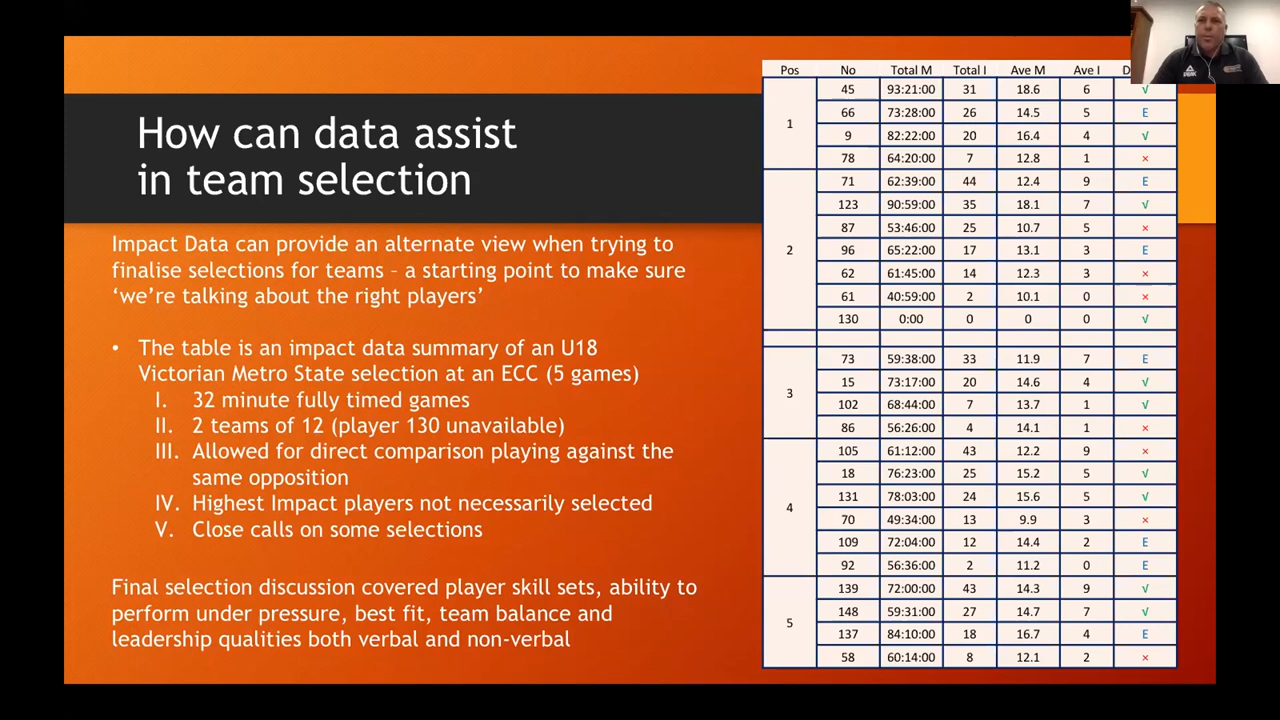 How can data assist
in team selection
Impact Data can provide an alternate view when trying to
finalise selections for teams – a starting point to make sure
‘we’re talking about the right players’
• The table is an impact data summary of an U18
Victorian Metro State selection at an ECC (5 games)
I. 32 minute fully timed games
II. 2 teams of 12 (player 130 unavailable)
III. Allowed for direct comparison playing against the
same opposition
IV. Highest Impact players not necessarily selected
V. Close calls on some selections
Final selection discussion covered player skill sets, ability to
perform under pressure, best fit, team balance and
leadership qualities both verbal and non-verbal
Pos No Total M Total I Ave M Ave I D
1
45 93:21:00 31 18.6 6 √
66 73:28:00 26 14.5 5 E
9 82:22:00 20 16.4 4 √
78 64:20:00 7 12.8 1 ×
2
71 62:39:00 44 12.4 9 E
123 90:59:00 35 18.1 7 √
87 53:46:00 25 10.7 5 ×
96 65:22:00 17 13.1 3 E
62 61:45:00 14 12.3 3 ×
61 40:59:00 2 10.1 0 ×
130 0:00 0 0 0 √
3
73 59:38:00 33 11.9 7 E
15 73:17:00 20 14.6 4 √
102 68:44:00 7 13.7 1 √
86 56:26:00 4 14.1 1 ×
4
105 61:12:00 43 12.2 9 ×
18 76:23:00 25 15.2 5 √
131 78:03:00 24 15.6 5 √
70 49:34:00 13 9.9 3 ×
109 72:04:00 12 14.4 2 E
92 56:36:00 2 11.2 0 E
5
139 72:00:00 43 14.3 9 √
148 59:31:00 27 14.7 7 √
137 84:10:00 18 16.7 4 E
58 60:14:00 8 12.1 2 ×